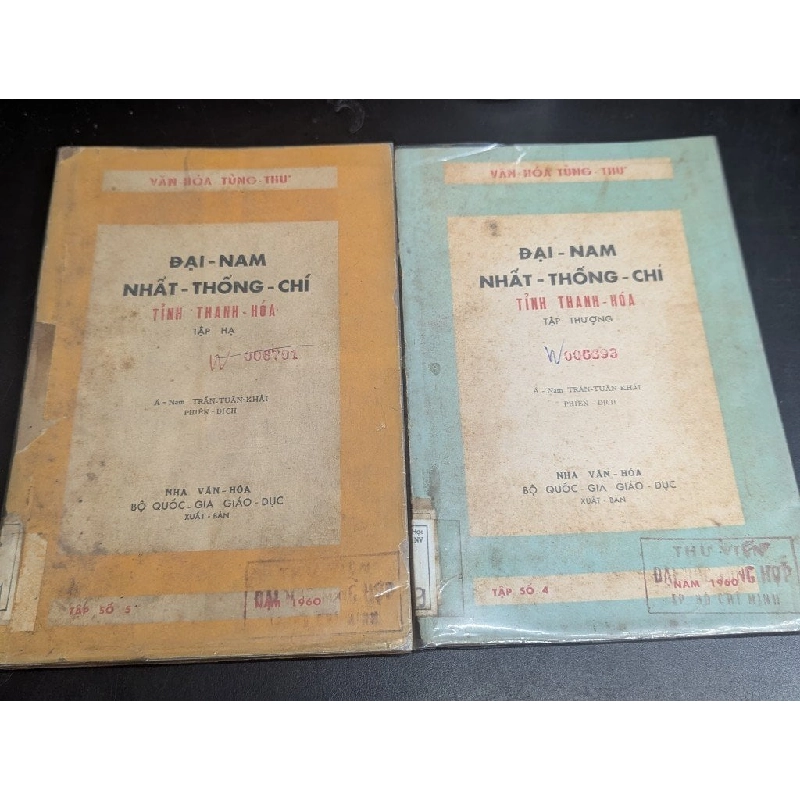 VĂN-HÓA TÙNG-THƯ
ĐẠI-NAM
NHẤT-THỐNG-CHÍ
TỈNH THANH-HÓA
TẬP HẠ
A-Nam TRẦN-TUẤN-KHẢI
PHIÊN-DỊCH
NHA VĂN-HÓA
BỘ QUỐC-GIA GIÁO-DỤC
XUẤT-BẢN
TẬP SỐ 5
NĂM 1960
VĂN-HÓA TÙNG-THƯ
ĐẠI-NAM
NHẤT-THỐNG-CHÍ
TỈNH THANH-HÓA
TẬP THƯỢNG
A-Nam TRẦN-TUẤN-KHẢI
PHIÊN-DỊCH
NHA VĂN-HÓA
BỘ QUỐC-GIA GIÁO-DỤC
XUẤT-BẢN
THƯ VIỆN
TẬP SỐ 4
NĂM 1960